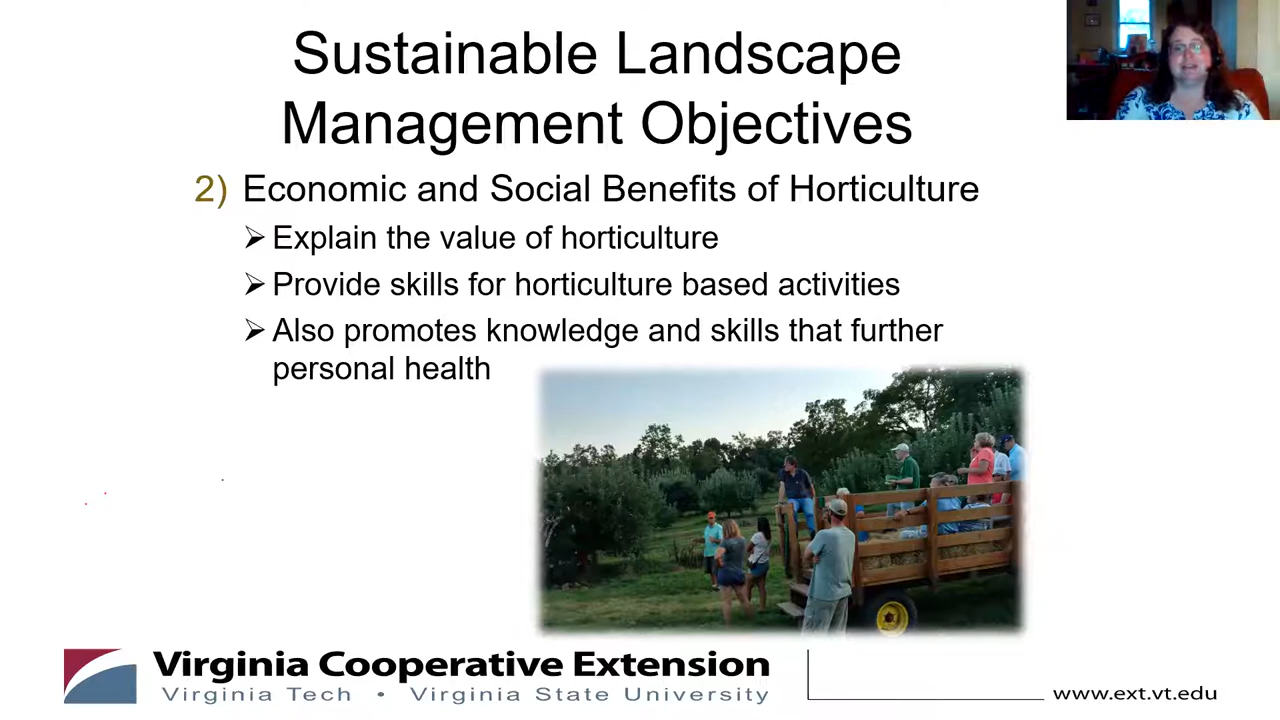 Sustainable Landscape
Management Objectives
2) Economic and Social Benefits of Horticulture
➢ Explain the value of horticulture
➢ Provide skills for horticulture based activities
➢ Also promotes knowledge and skills that further
personal health
Virginia Cooperative Extension
Virginia Tech • Virginia State University
www.ext.vt.edu